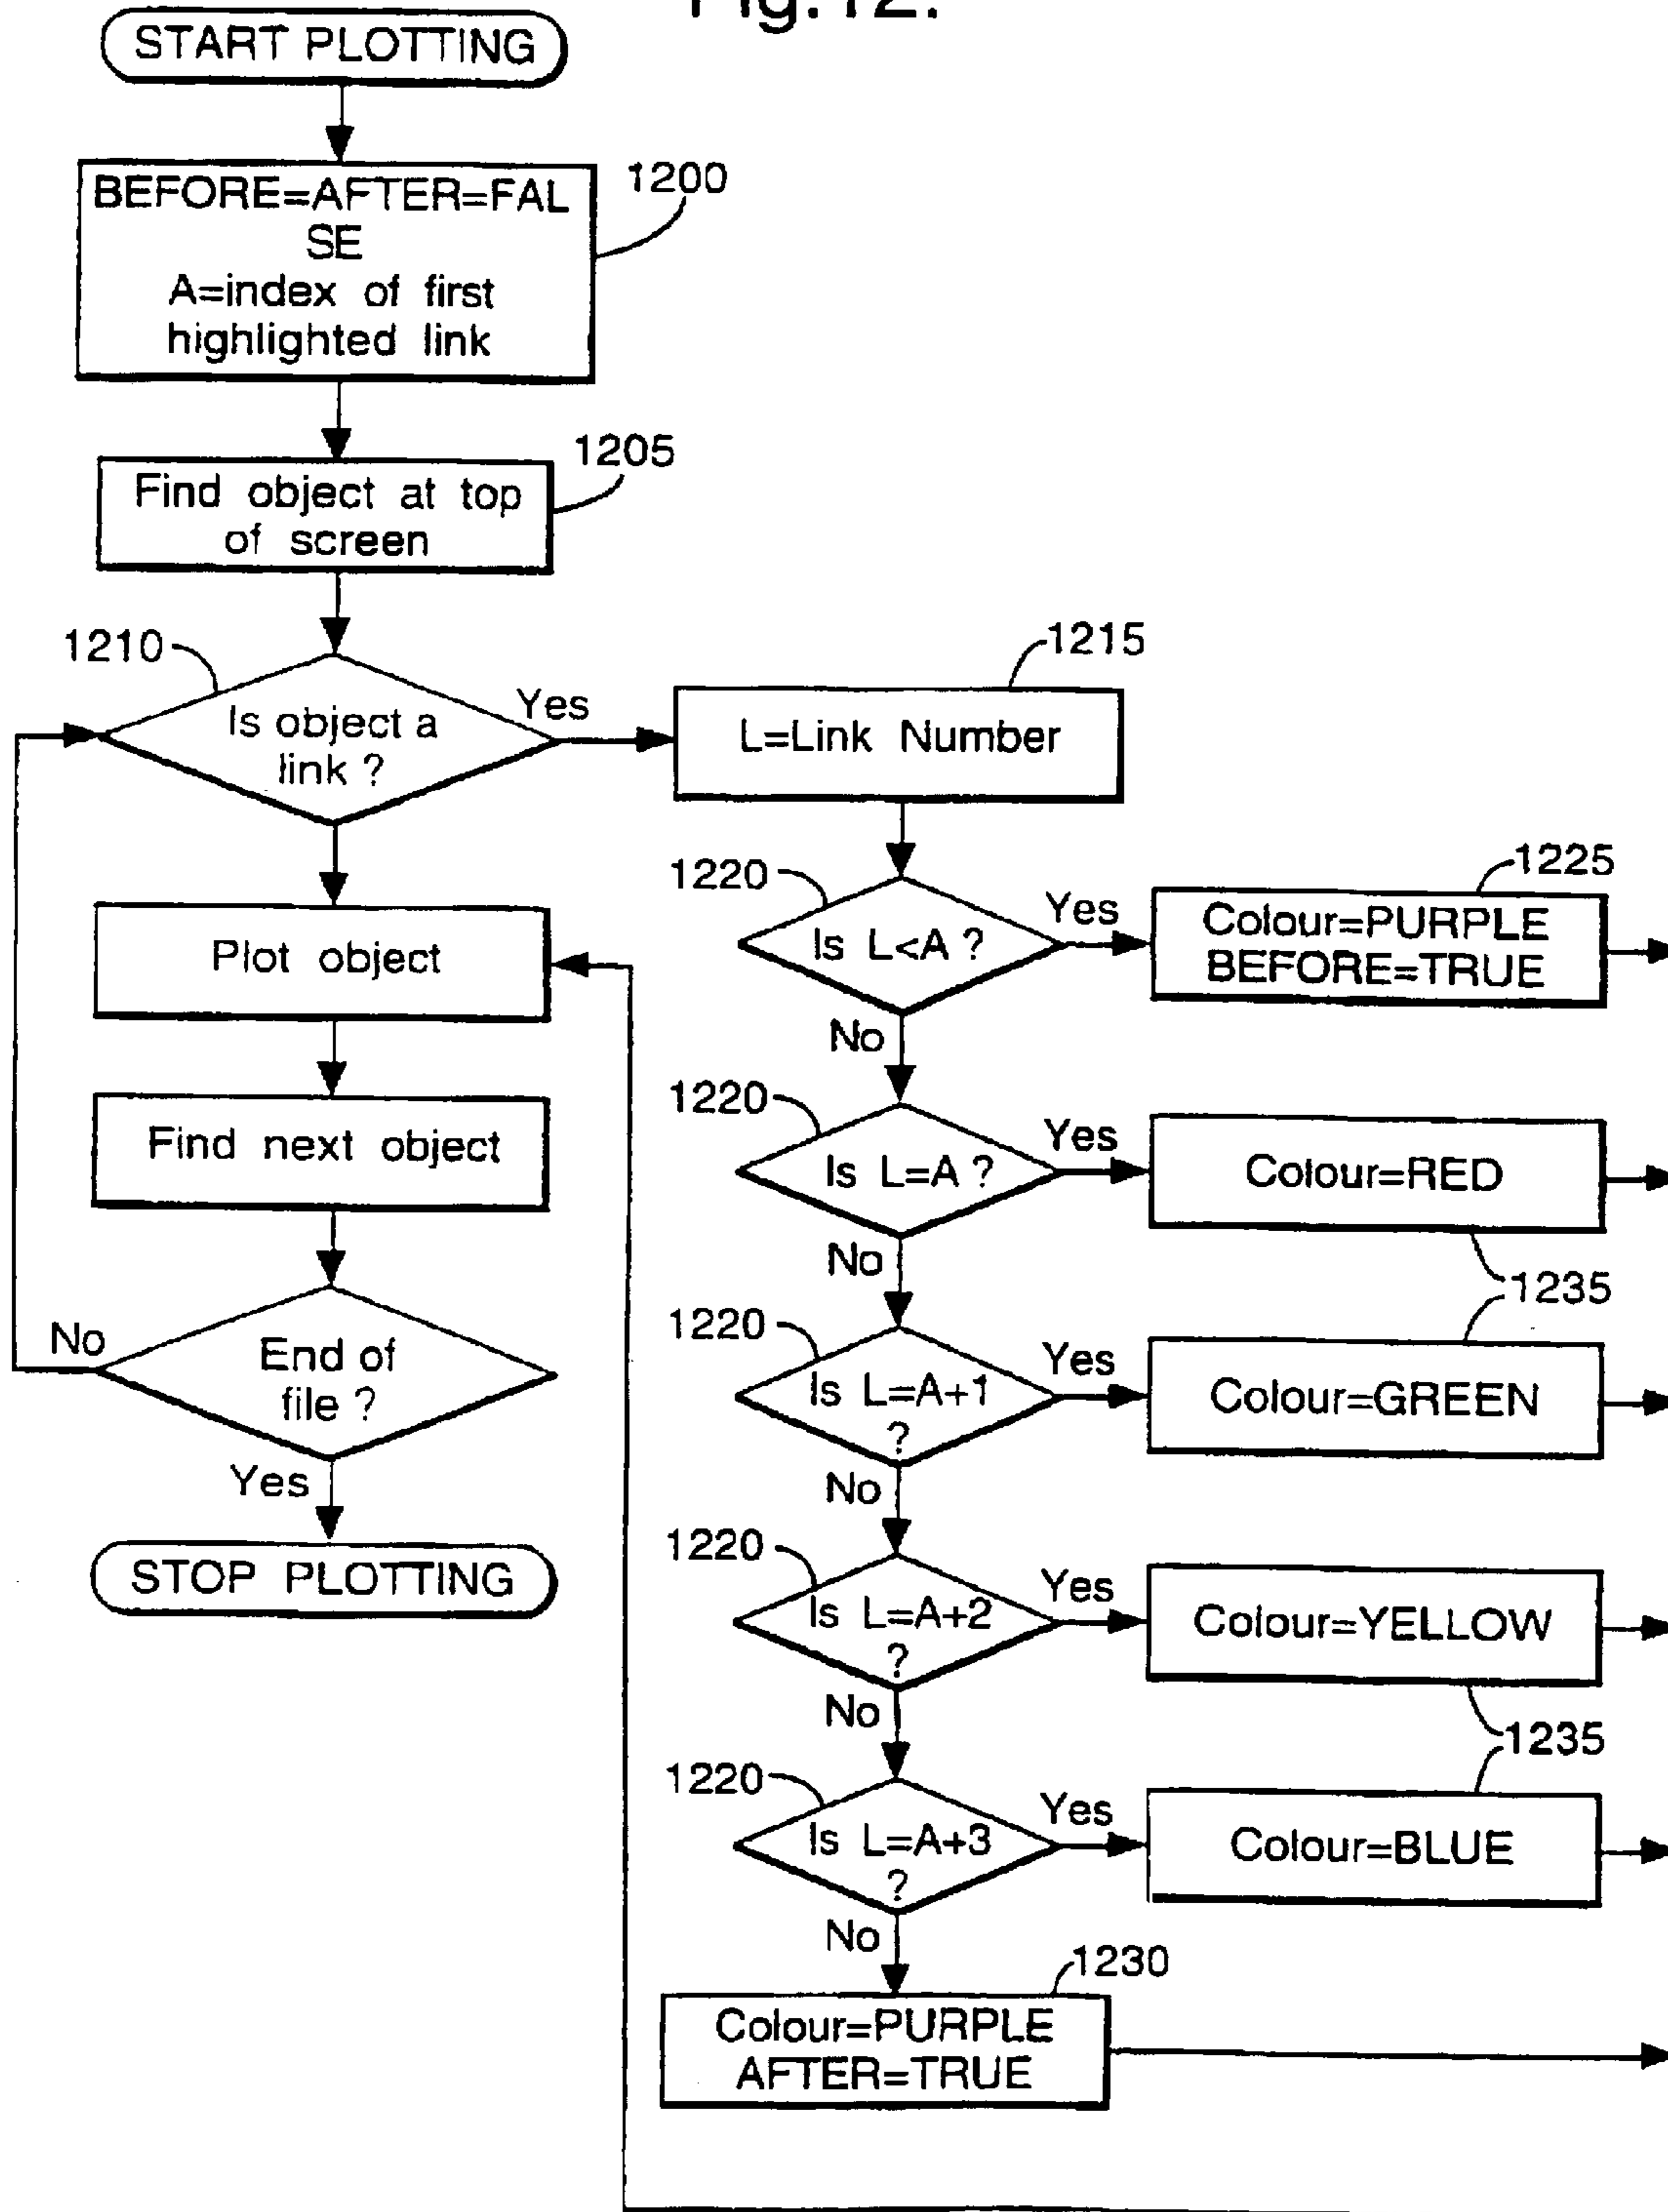 Fig.12.
START PLOTTING
1200
BEFORE=AFTER=FAL
SE
A=index of first
highlighted link
1205
Find object at top
of screen
1210
Is object a
link ?
Yes
1215
L=Link Number
Plot object
Find next object
End of
file ?
No
Yes
STOP PLOTTING
1220
Is L<A ?
Yes
1225
Colour=PURPLE
BEFORE=TRUE
No
1220
Is L=A ?
Yes
Colour=RED
1235
No
1220
Is L=A+1
?
Yes
Colour=GREEN
No
1220
Is L=A+2
?
Yes
Colour=YELLOW
1235
No
1220
Is L=A+3
?
Yes
Colour=BLUE
No
1230
Colour=PURPLE
AFTER=TRUE